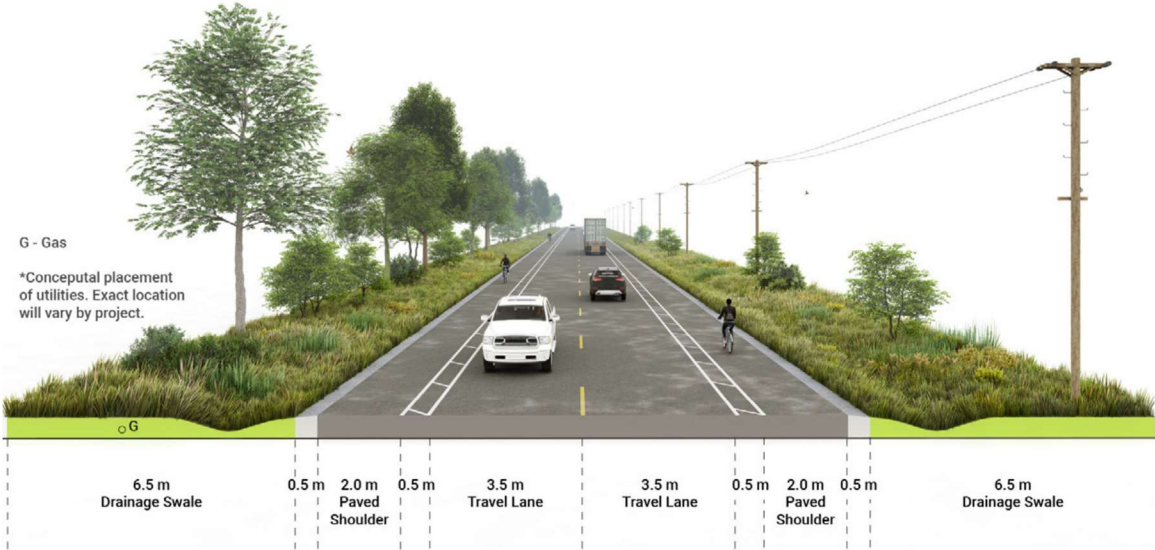 G - Gas
*Conceputal placement
of utilities. Exact location
will vary by project.
G
6.5 m
Drainage Swale
0.5 m
2.0 m
Paved
Shoulder
0.5 m
3.5 m
Travel Lane
3.5 m
Travel Lane
0.5 m
2.0 m
Paved
Shoulder
0.5 m
6.5 m
Drainage Swale